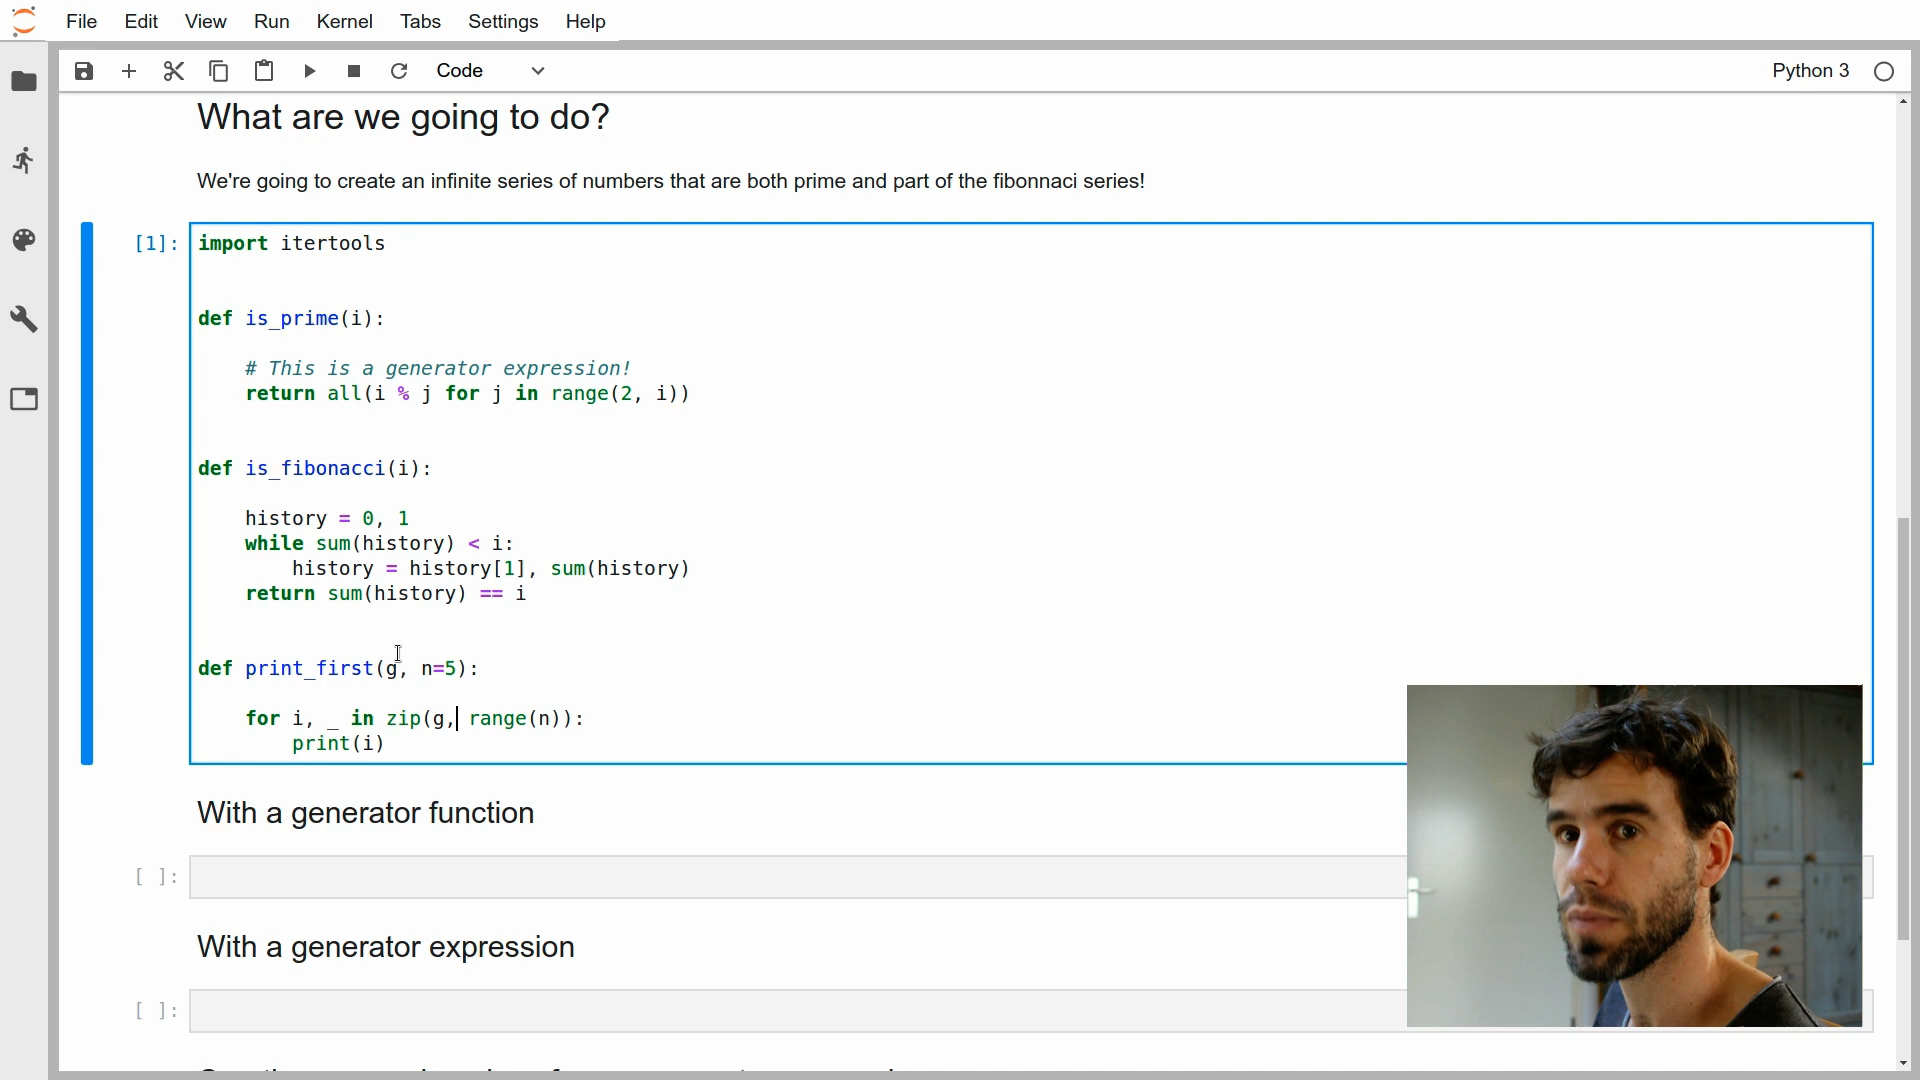 File Edit View Run Kernel Tabs Settings Help
Code
Python 3
What are we going to do?
We're going to create an infinite series of numbers that are both prime and part of the fibonnaci series!
[1]:
import itertools
def is_prime(i):
# This is a generator expression!
return all(i % j for j in range(2, i))
def is_fibonacci(i):
history = 0, 1
while sum(history) < i:
history = history[1], sum(history)
return sum(history) == i
def print_first(g, n=5):
for i, _ in zip(g, range(n)):
print(i)
With a generator function
[ ]:
With a generator expression
[ ]: